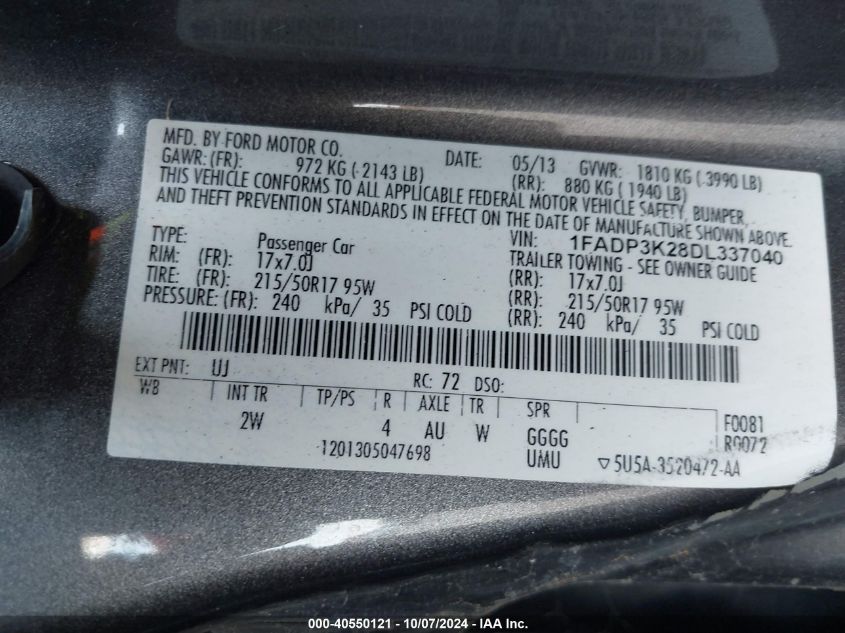 MFD. BY FORD MOTOR CO. DATE: 05/13 GVWR: 1810 KG (-3990 LB)
GAWR: (FR): 972 KG (-2143 LB) (RR): 880 KG ( 1940 LB)
THIS VEHICLE CONFORMS TO ALL APPLICABLE FEDERAL MOTOR VEHICLE SAFETY, BUMPER,
AND THEFT PREVENTION STANDARDS IN EFFECT ON THE DATE OF MANUFACTURE SHOWN ABOVE.
VIN: 1FADP3K28DL337040
TYPE: Passenger Car TRAILER TOWING - SEE OWNER GUIDE
RIM: (FR): 17x7.0J (RR): 17x7.0J
TIRE: (FR): 215/50R17 95W (RR): 215/50R17 95W
PRESSURE: (FR): 240 kPa/ 35 PSI COLD (RR): 240 kPa/ 35 PSI COLD
EXT PNT: UJ RC: 72 DSO:
WB INT TR TP/PS R AXLE TR SPR F0081
2W 4 AU W GGGG R0072
1201305047698 UMU ▽5U5A-3520472-AA
000-40550121 - 10/07/2024 - IAA Inc.